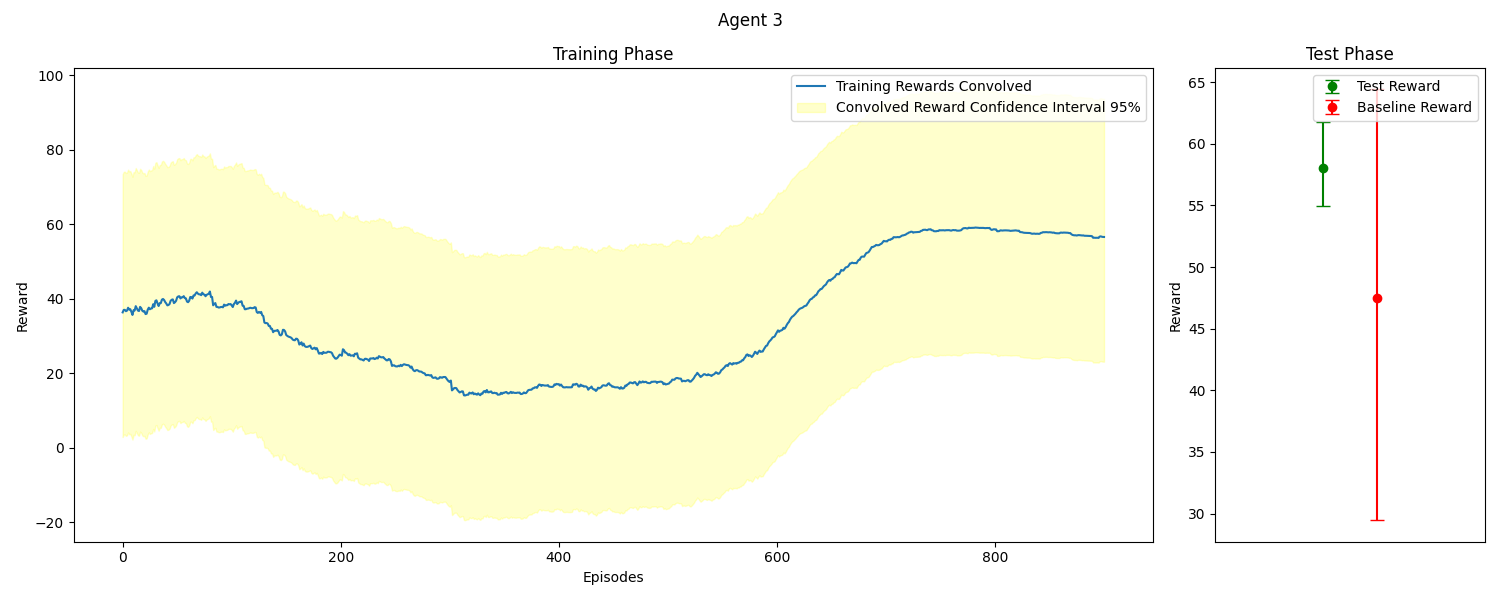 Agent 3
Training Phase
Test Phase
Training Rewards Convolved
Convolved Reward Confidence Interval 95%
Test Reward
Baseline Reward
Reward
100
80
60
40
20
0
−20
0
200
400
600
800
Episodes
Reward
65
60
55
50
45
40
35
30